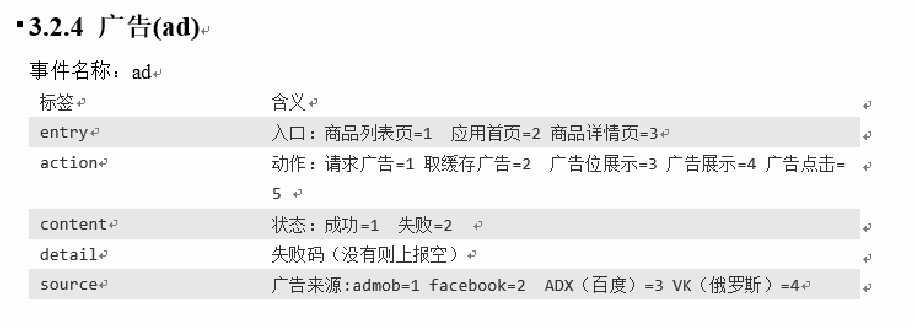 3.2.4 广告(ad)
事件名称：ad
标签 含义
entry 入口：商品列表页=1 应用首页=2 商品详情页=3
action 动作：请求广告=1 取缓存广告=2 广告位展示=3 广告展示=4 广告点击=
5
content 状态：成功=1 失败=2
detail 失败码（没有则上报空）
source 广告来源:admob=1 facebook=2 ADX（百度）=3 VK（俄罗斯）=4